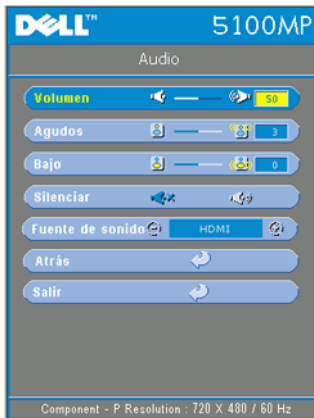 DELL™ 5100MP
Audio
Volumen 50
Agudos 3
Bajo 0
Silenciar
Fuente de sonido HDMI
Atrás
Salir
Component - P Resolution : 720 X 480 / 60 Hz